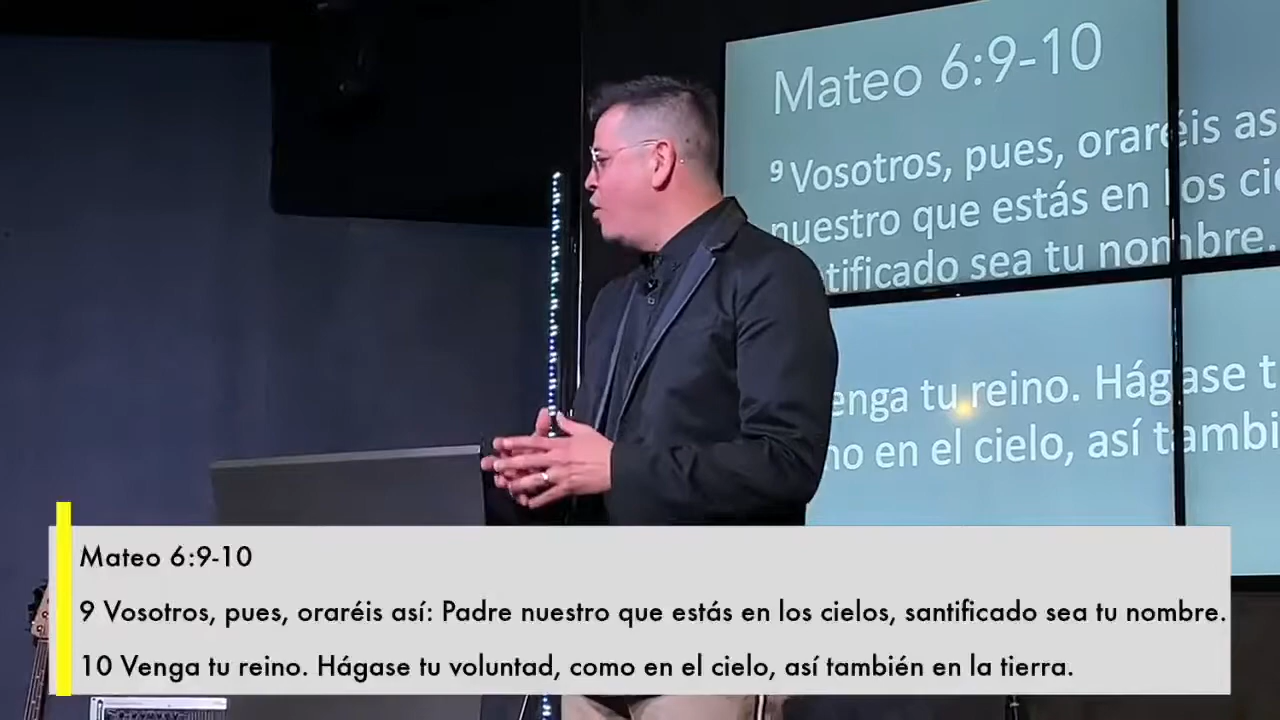 Mateo 6:9-10
9 Vosotros, pues, oraréis as
nuestro que estás en los cie
tificado sea tu nombre.
enga tu reino. Hágase t
mo en el cielo, así tambi
Mateo 6:9-10
9 Vosotros, pues, oraréis así: Padre nuestro que estás en los cielos, santificado sea tu nombre.
10 Venga tu reino. Hágase tu voluntad, como en el cielo, así también en la tierra.